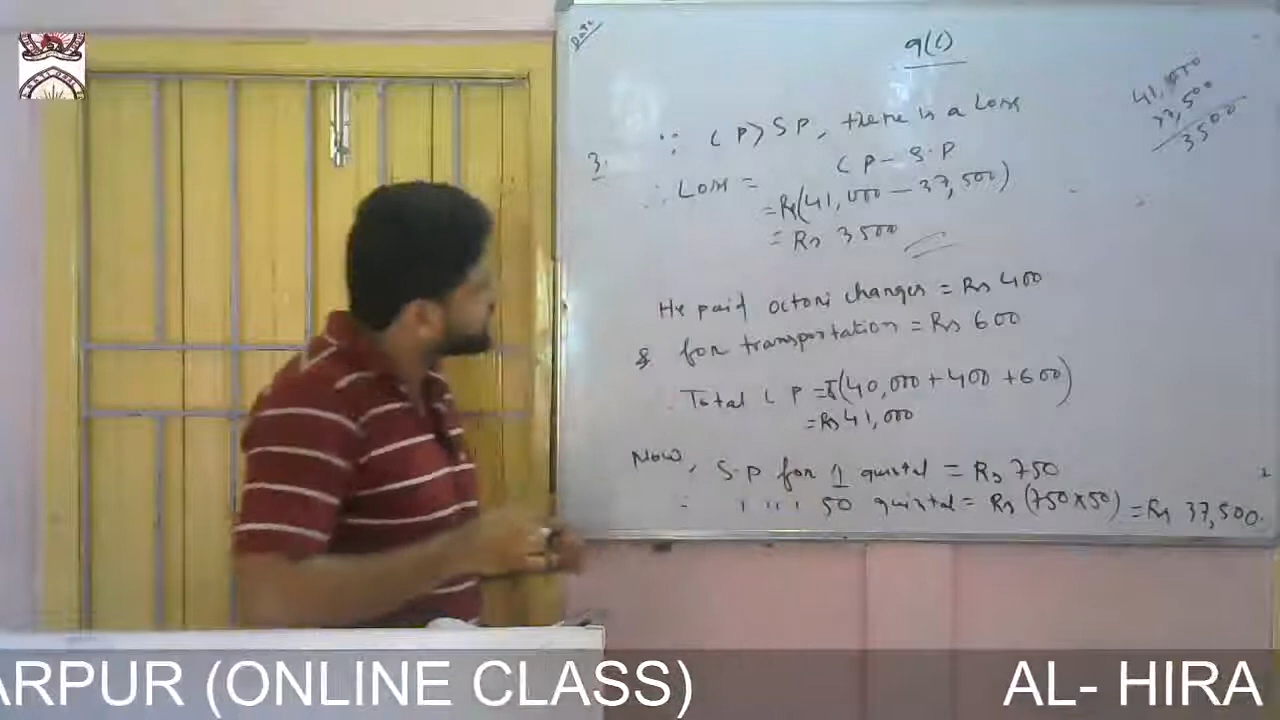 Date
9(c)
3.
∵ CP > SP, there is a Loss
∴ Loss = CP – S.P
= Rs(41,000 – 37,500)
= Rs 3500
41,000
37,500
3500
He paid octori charges = Rs 400
& for transportation = Rs 600
Total CP = (40,000 + 400 + 600)
= Rs 41,000
Now, S.P for 1 quintal = Rs 750
∴ " " " 50 quintal = Rs (750 x 50) = Rs 37,500.
ARPUR (ONLINE CLASS) AL- HIRA